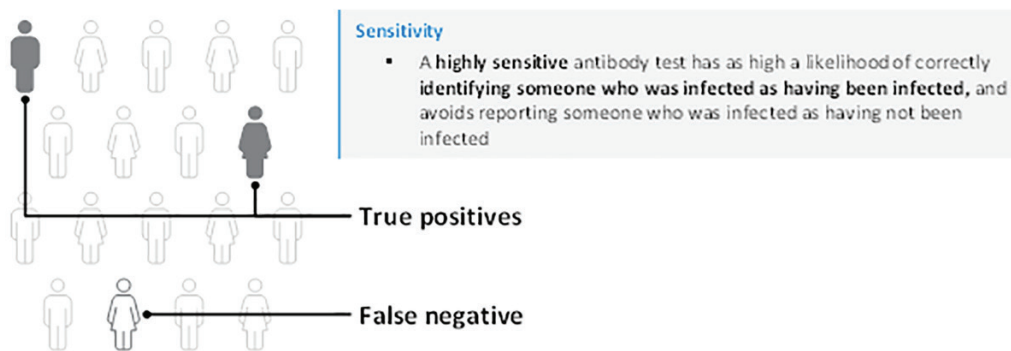 Sensitivity
▪ A highly sensitive antibody test has as high a likelihood of correctly
identifying someone who was infected as having been infected, and
avoids reporting someone who was infected as having not been
infected
True positives
False negative